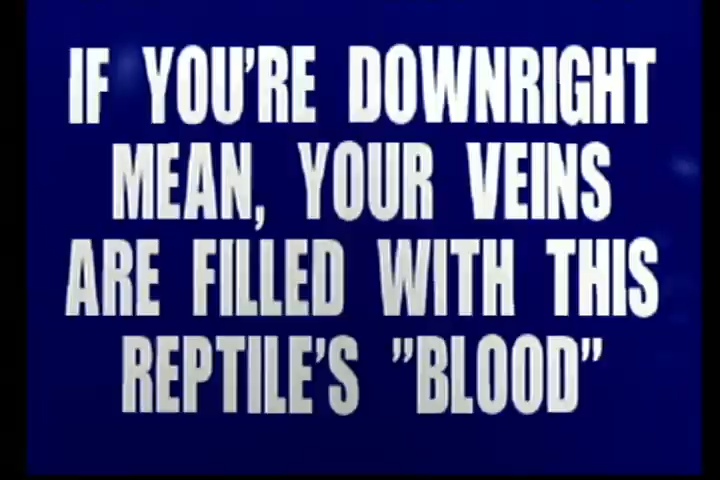 IF YOU'RE DOWNRIGHT
MEAN, YOUR VEINS
ARE FILLED WITH THIS
REPTILE'S "BLOOD"